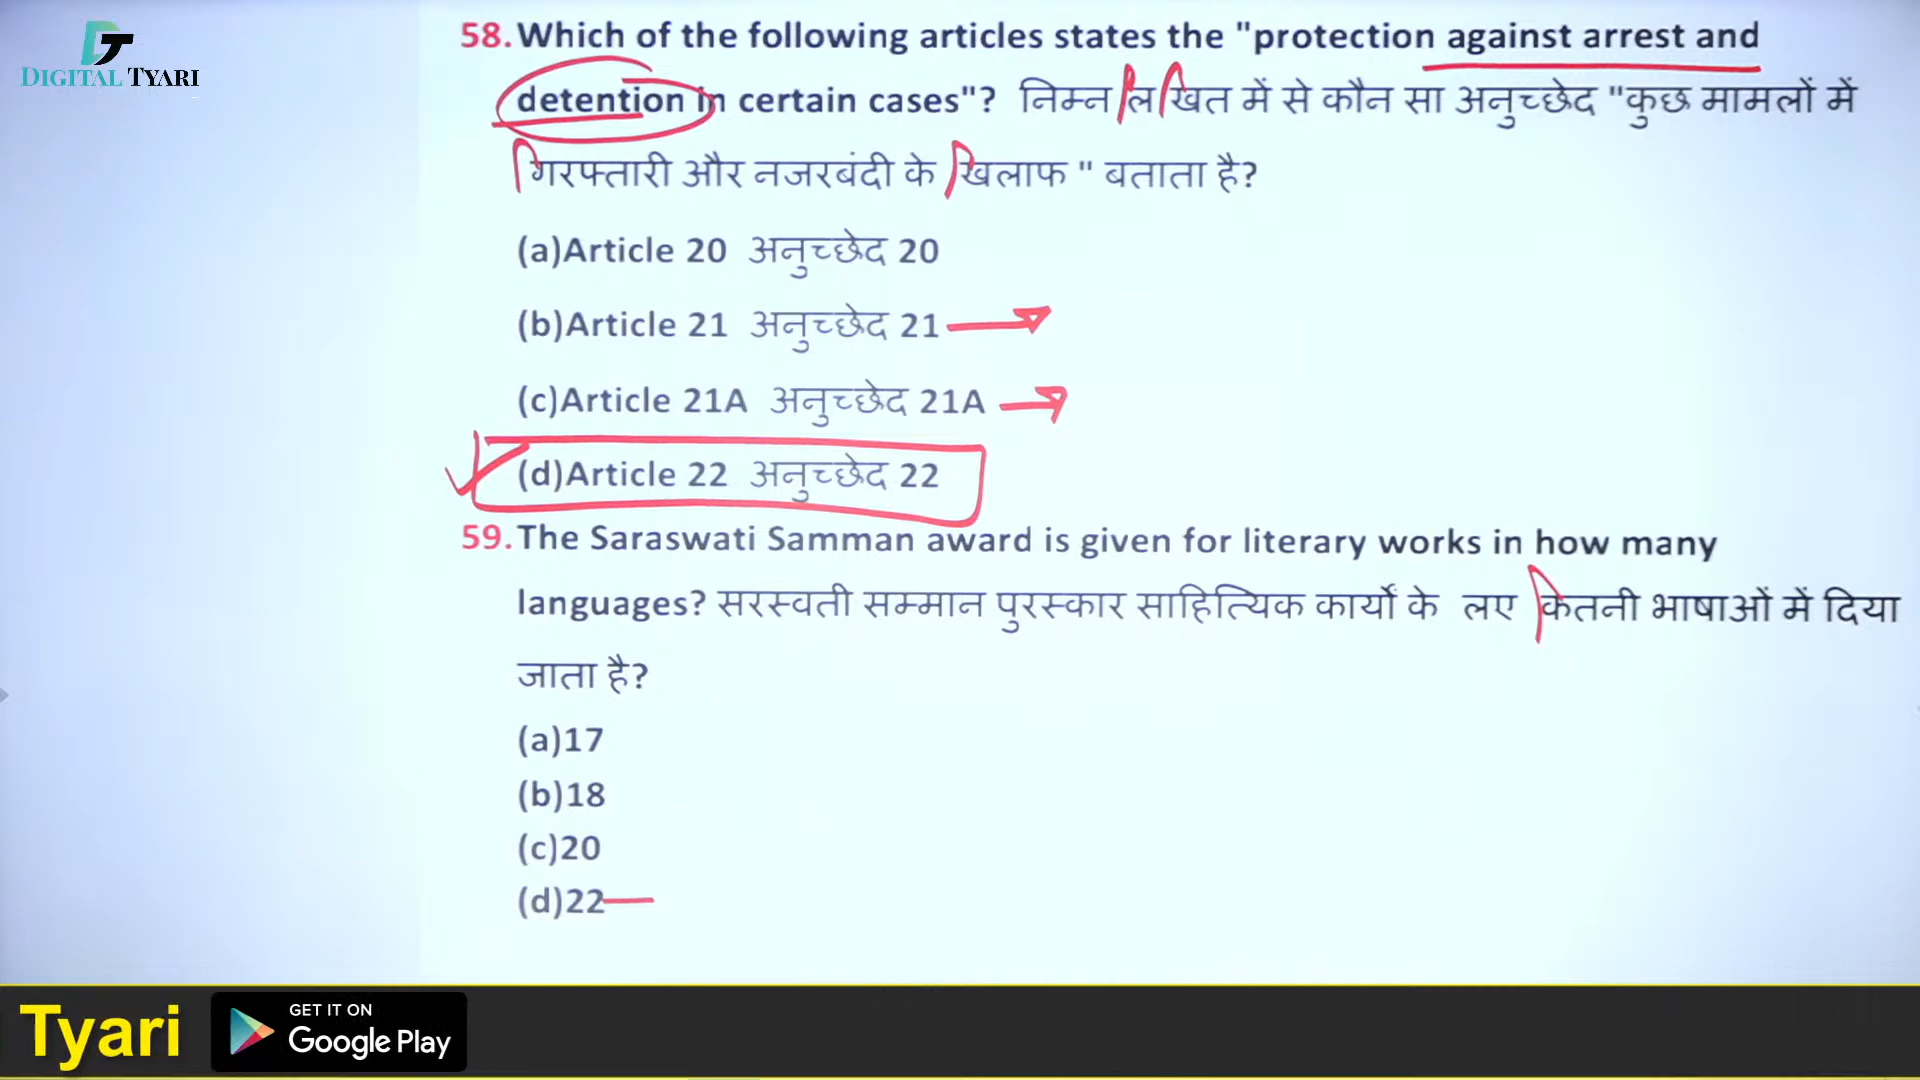 DT
DIGITAL TYARI
58. Which of the following articles states the "protection against arrest and
detention in certain cases"? निम्न लखित में से कौन सा अनुच्छेद "कुछ मामलों में
गिरफ्तारी और नजरबंदी के खिलाफ " बताता है?
(a)Article 20 अनुच्छेद 20
(b)Article 21 अनुच्छेद 21
(c)Article 21A अनुच्छेद 21A
(d)Article 22 अनुच्छेद 22
59. The Saraswati Samman award is given for literary works in how many
languages? सरस्वती सम्मान पुरस्कार साहित्यिक कार्यों के लए कितनी भाषाओं में दिया
जाता है?
(a)17
(b)18
(c)20
(d)22
Tyari
GET IT ON
Google Play